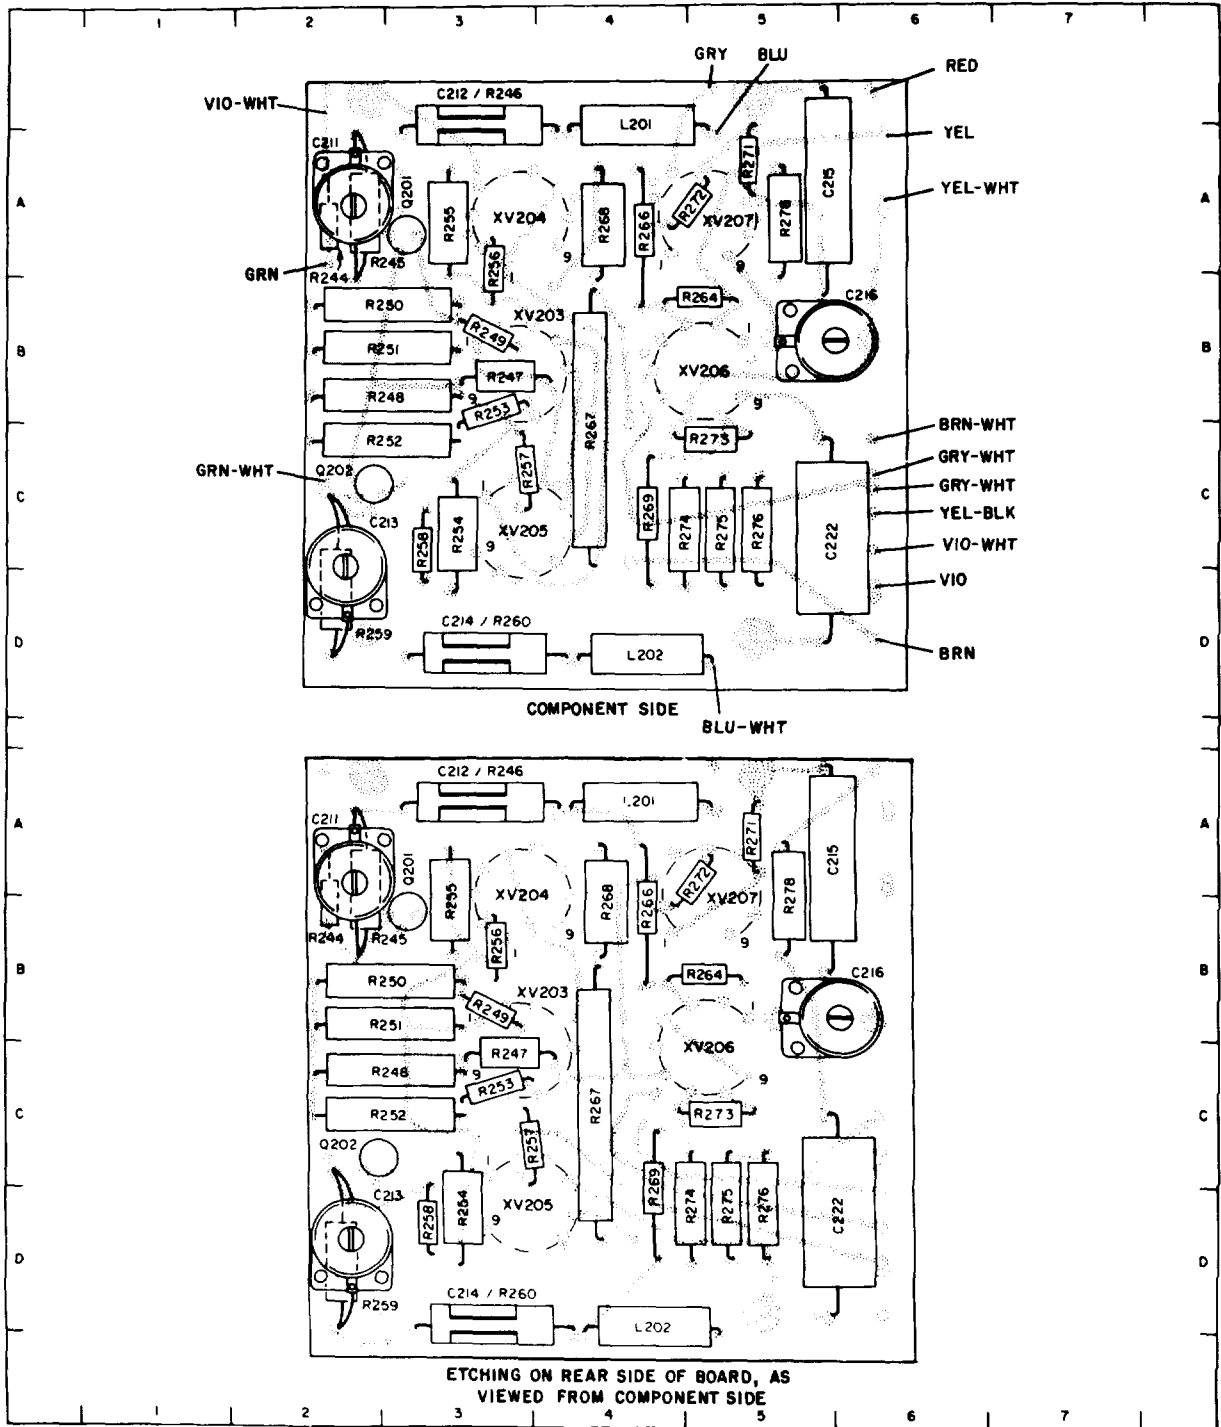 1 2 3 4 5 6 7
GRY BLU
RED
VIO-WHT
C212 / R246
L201
YEL
C211
R271
C215
YEL-WHT
A
A
Q201
R255
XV204
R268
R266
R272
XV207
R278
GRN
R244
R245
R256
9
9
R250
XV203
R264
C216
B
B
R249
R251
R247
XV206
R248
9
R253
9
R267
R252
R273
BRN-WHT
GRN-WHT
Q202
R257
GRY-WHT
C
C
GRY-WHT
YEL-BLK
C213
R258
R254
9
XV205
R269
R274
R275
R276
C222
VIO-WHT
VIO
R259
C214 / R260
D
D
L202
BRN
COMPONENT SIDE
BLU-WHT
C212 / R246
L201
C211
A
A
R271
C215
Q201
R255
XV204
R268
R266
R272
XV207
R278
R244
R245
R256
9
9
B
B
R250
XV203
R264
C216
R249
R251
R247
XV206
R248
9
R253
9
C
C
R252
R267
R273
Q202
R257
C213
R258
R254
9
XV205
R269
R274
R275
R276
C222
D
D
R259
C214 / R260
L202
ETCHING ON REAR SIDE OF BOARD, AS
VIEWED FROM COMPONENT SIDE
1 2 3 4 5 6 7